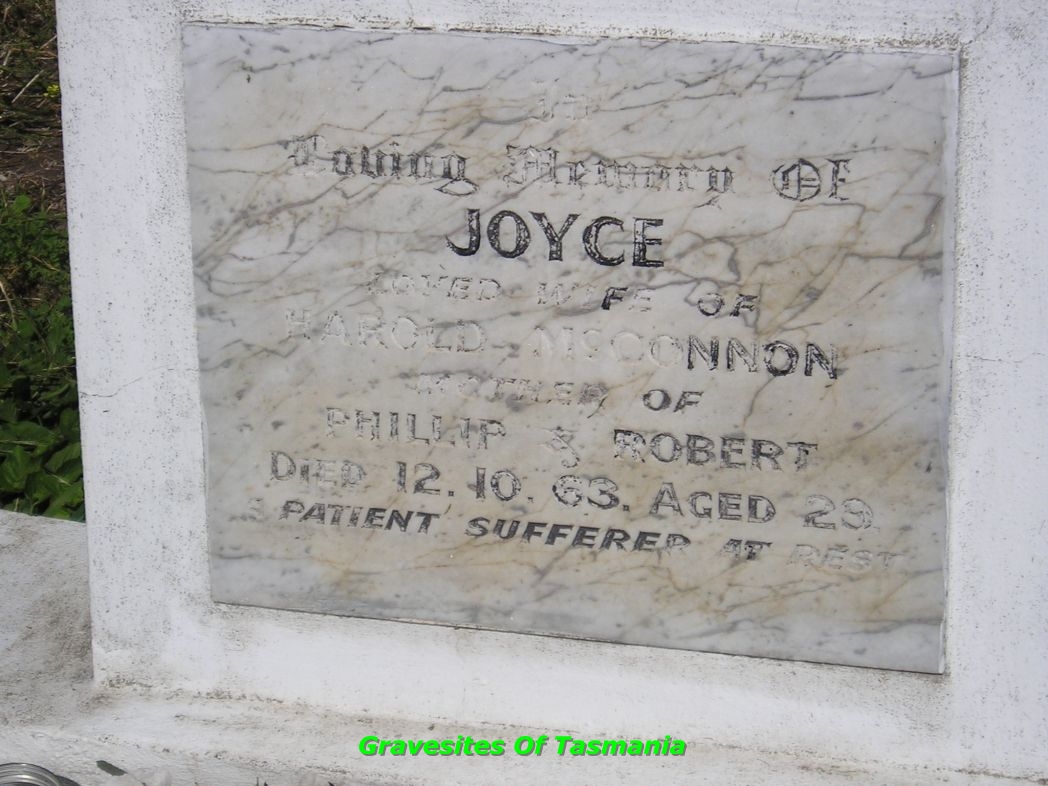 In
Loving Memory Of
JOYCE
LOVED WIFE OF
HAROLD McCONNON
MOTHER OF
PHILLIP & ROBERT
DIED 12.10.63. AGED 29
A PATIENT SUFFERER AT REST
Gravesites Of Tasmania